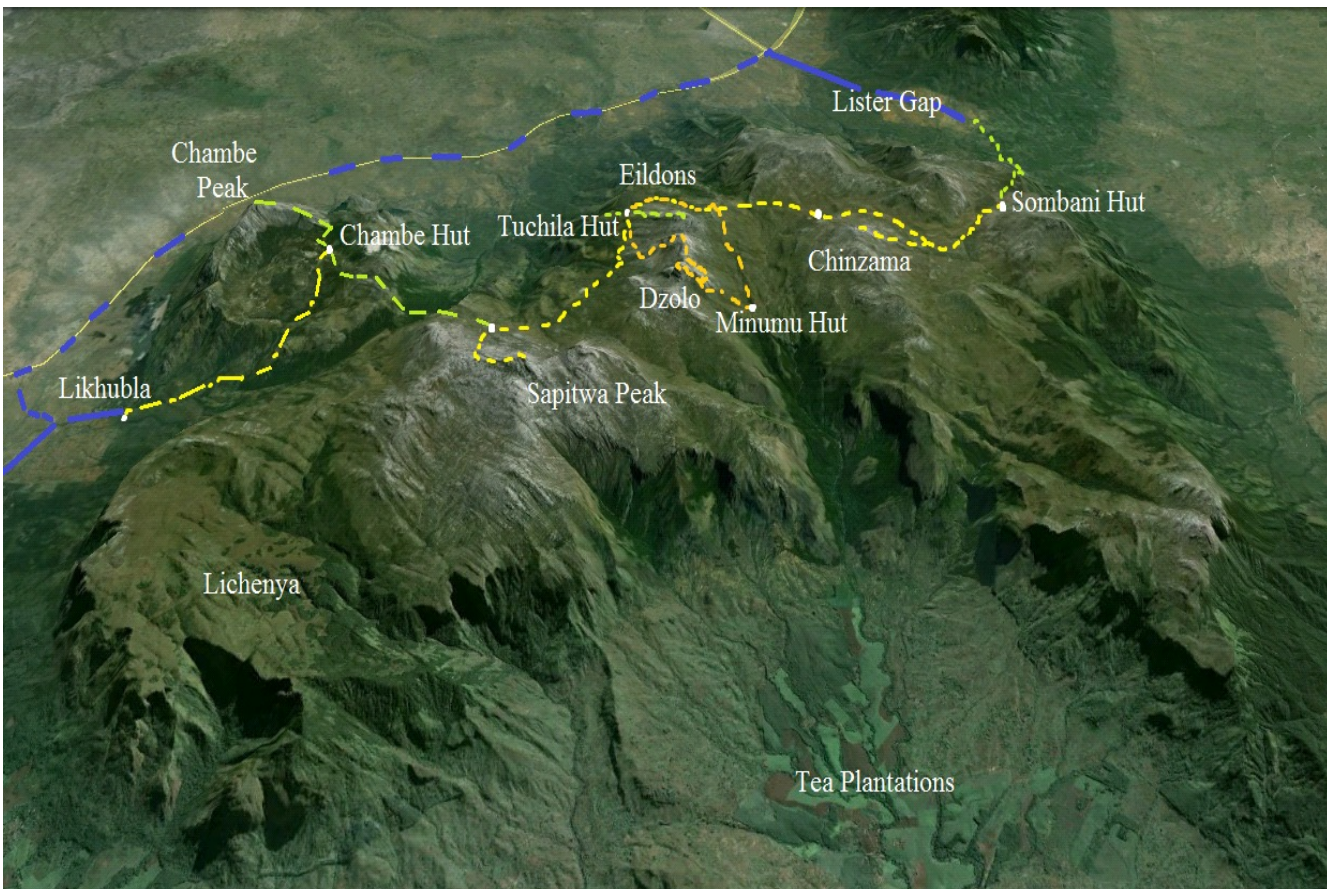 Lister Gap
Chambe
Peak
Eildons
Sombani Hut
Tuchila Hut
Chambe Hut
Chinzama
Dzolo
Minumu Hut
Likhubla
Sapitwa Peak
Lichenya
Tea Plantations